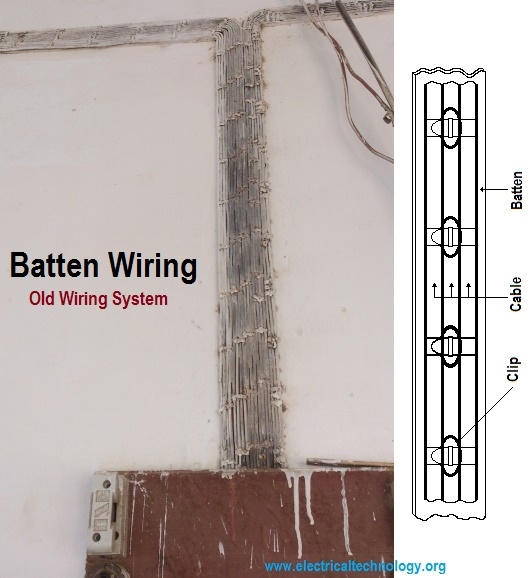 Batten Wiring
Old Wiring System
Batten
Cable
Clip
www.electricaltechnology.org